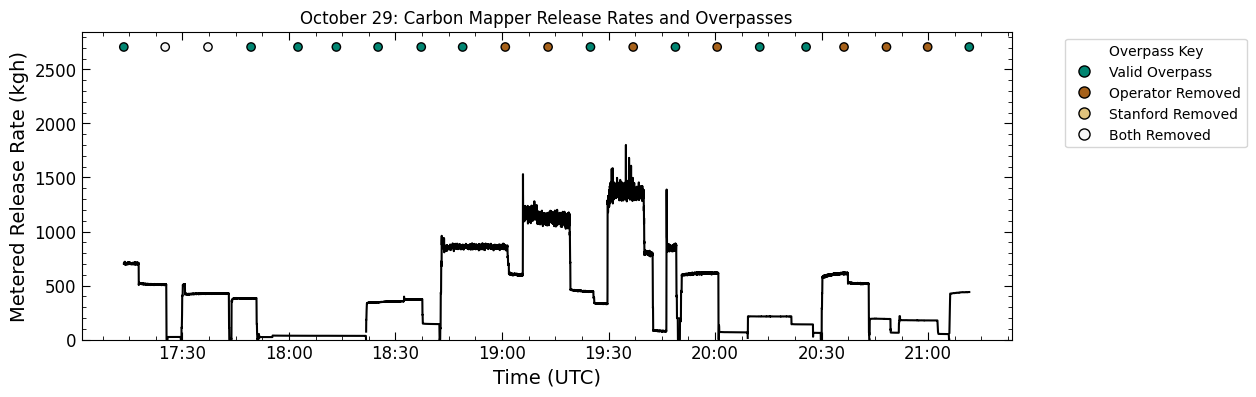 October 29: Carbon Mapper Release Rates and Overpasses
Metered Release Rate (kgh)
2500
2000
1500
1000
500
0
17:30
18:00
18:30
19:00
19:30
20:00
20:30
21:00
Time (UTC)
Overpass Key
Valid Overpass
Operator Removed
Stanford Removed
Both Removed